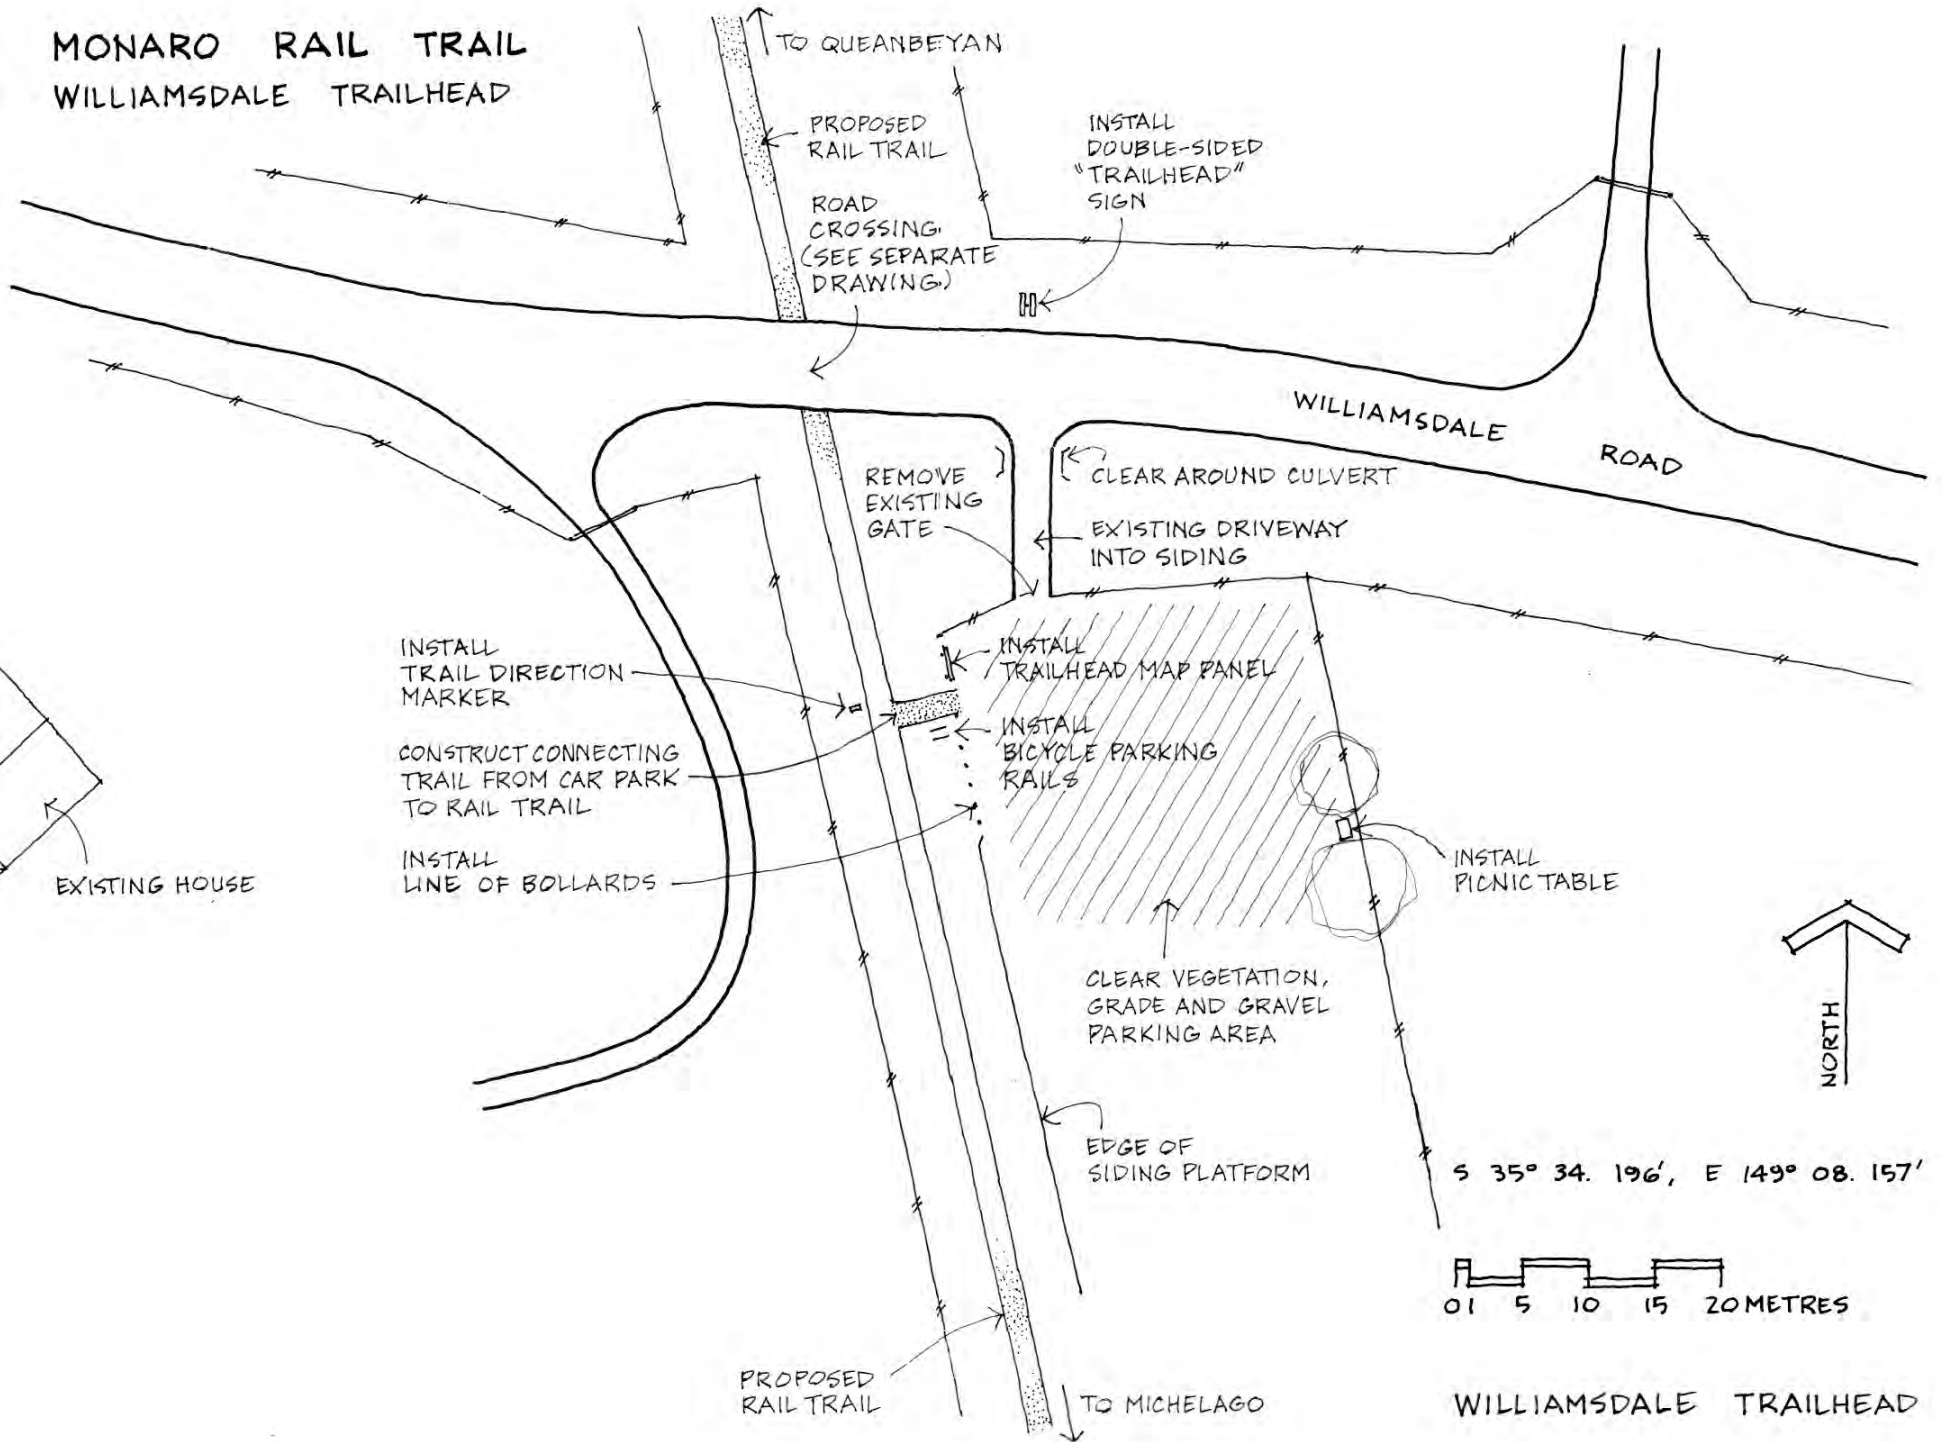 MONARO RAIL TRAIL
WILLIAMSDALE TRAILHEAD
TO QUEANBEYAN
PROPOSED
RAIL TRAIL
INSTALL
DOUBLE-SIDED
"TRAILHEAD"
SIGN
ROAD
CROSSING.
(SEE SEPARATE
DRAWING.)
WILLIAMSDALE ROAD
REMOVE
EXISTING
GATE
CLEAR AROUND CULVERT
EXISTING DRIVEWAY
INTO SIDING
INSTALL
TRAIL DIRECTION
MARKER
INSTALL
TRAILHEAD MAP PANEL
CONSTRUCT CONNECTING
TRAIL FROM CAR PARK
TO RAIL TRAIL
INSTALL
BICYCLE PARKING
RAILS
INSTALL
LINE OF BOLLARDS
EXISTING HOUSE
INSTALL
PICNIC TABLE
CLEAR VEGETATION,
GRADE AND GRAVEL
PARKING AREA
NORTH
EDGE OF
SIDING PLATFORM
S 35° 34. 196', E 149° 08. 157'
0 1 5 10 15 20 METRES
PROPOSED
RAIL TRAIL
TO MICHELAGO
WILLIAMSDALE TRAILHEAD